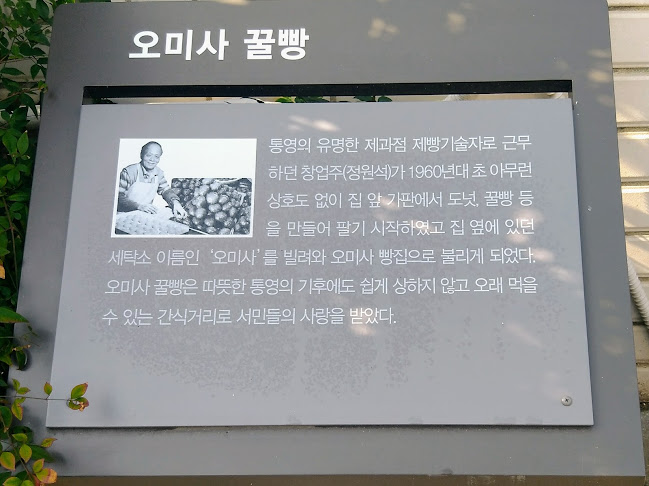 오미사 꿀빵
통영의 유명한 제과점 제빵기술자로 근무
하던 창업주(정원석)가 1960년대 초 아무런
상호도 없이 집 앞 가판에서 도넛, 꿀빵 등
을 만들어 팔기 시작하였고 집 옆에 있던
세탁소 이름인 '오미사'를 빌려와 오미사 빵집으로 불리게 되었다.
오미사 꿀빵은 따뜻한 통영의 기후에도 쉽게 상하지 않고 오래 먹을
수 있는 간식거리로 서민들의 사랑을 받았다.